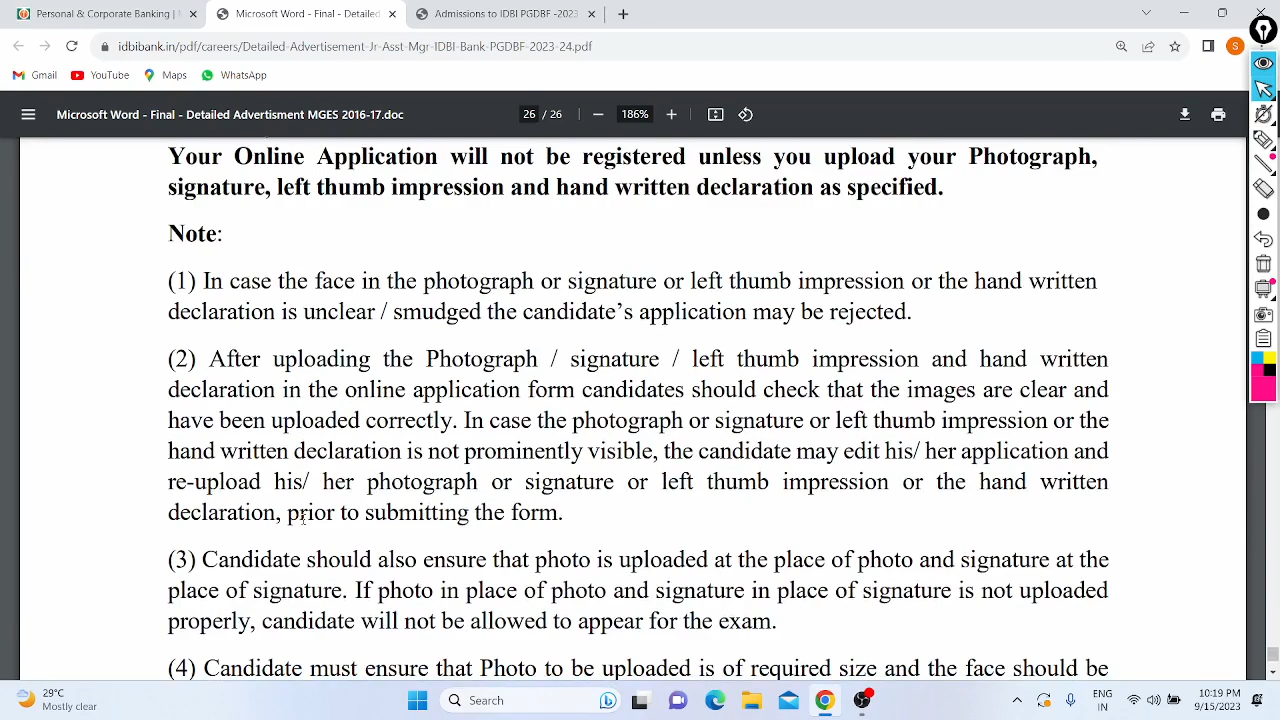 Personal & Corporate Banking | M
Microsoft Word - Final - Detailed
Admissions to IDBI PGDBF -2023
idbibank.in/pdf/careers/Detailed-Advertisement-Jr-Asst-Mgr-IDBI-Bank-PGDBF-2023-24.pdf
S
Gmail
YouTube
Maps
WhatsApp
Microsoft Word - Final - Detailed Advertisment MGES 2016-17.doc
26 / 26
186%
Your Online Application will not be registered unless you upload your Photograph,
signature, left thumb impression and hand written declaration as specified.
Note:
(1) In case the face in the photograph or signature or left thumb impression or the hand written
declaration is unclear / smudged the candidate's application may be rejected.
(2) After uploading the Photograph / signature / left thumb impression and hand written
declaration in the online application form candidates should check that the images are clear and
have been uploaded correctly. In case the photograph or signature or left thumb impression or the
hand written declaration is not prominently visible, the candidate may edit his/ her application and
re-upload his/ her photograph or signature or left thumb impression or the hand written
declaration, prior to submitting the form.
(3) Candidate should also ensure that photo is uploaded at the place of photo and signature at the
place of signature. If photo in place of photo and signature in place of signature is not uploaded
properly, candidate will not be allowed to appear for the exam.
(4) Candidate must ensure that Photo to be uploaded is of required size and the face should be
29°C
Mostly clear
Search
ENG
IN
10:19 PM
9/15/2023